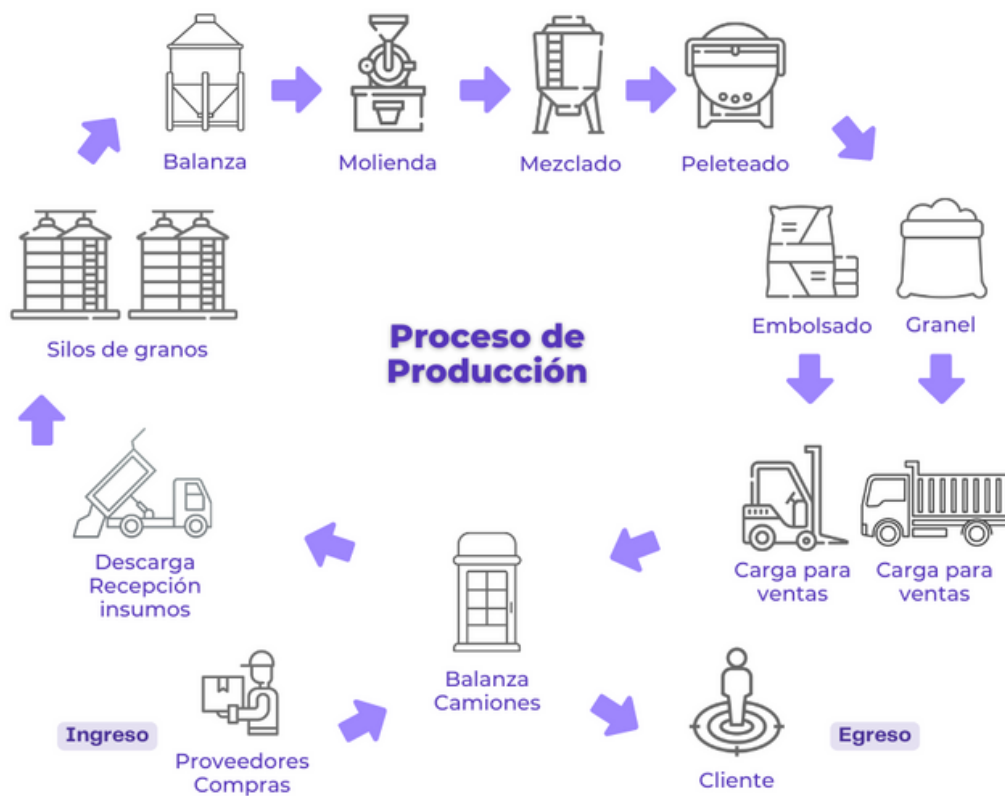 Balanza
Molienda
Mezclado
Peleteado
Silos de granos
Embolsado
Granel
Proceso de
Producción
Descarga
Recepción
insumos
Carga para
ventas
Carga para
ventas
Balanza
Camiones
Ingreso
Proveedores
Compras
Cliente
Egreso